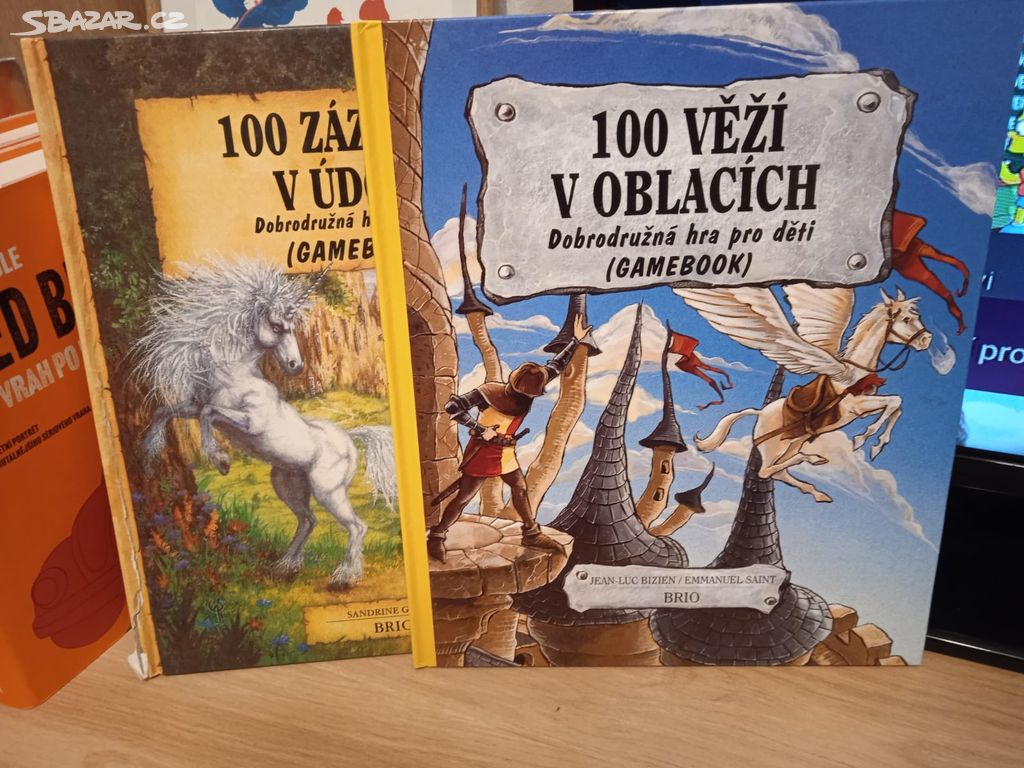 SBAZAR.CZ
100 VĚŽÍ
V OBLACÍCH
Dobrodružná hra pro děti
(GAMEBOOK)
JEAN-LUC BIZIEN / EMMANUEL SAINT
BRIO
100 ZÁZ
V ÚD
Dobrodružná h
(GAMEB
SANDRINE G
BRIO
VRAH PO
pro